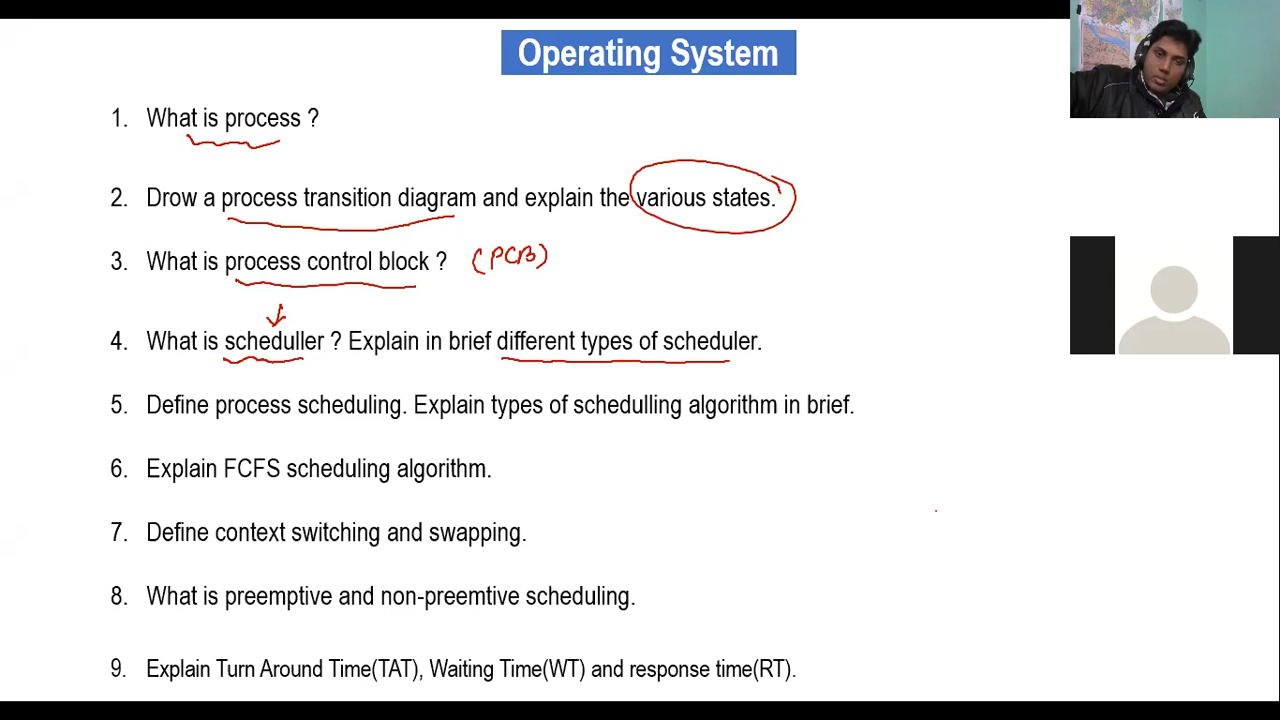 Operating System
1. What is process ?
2. Drow a process transition diagram and explain the various states.
3. What is process control block ? (PCB)
4. What is scheduller ? Explain in brief different types of scheduler.
5. Define process scheduling. Explain types of schedulling algorithm in brief.
6. Explain FCFS scheduling algorithm.
7. Define context switching and swapping.
8. What is preemptive and non-preemtive scheduling.
9. Explain Turn Around Time(TAT), Waiting Time(WT) and response time(RT).